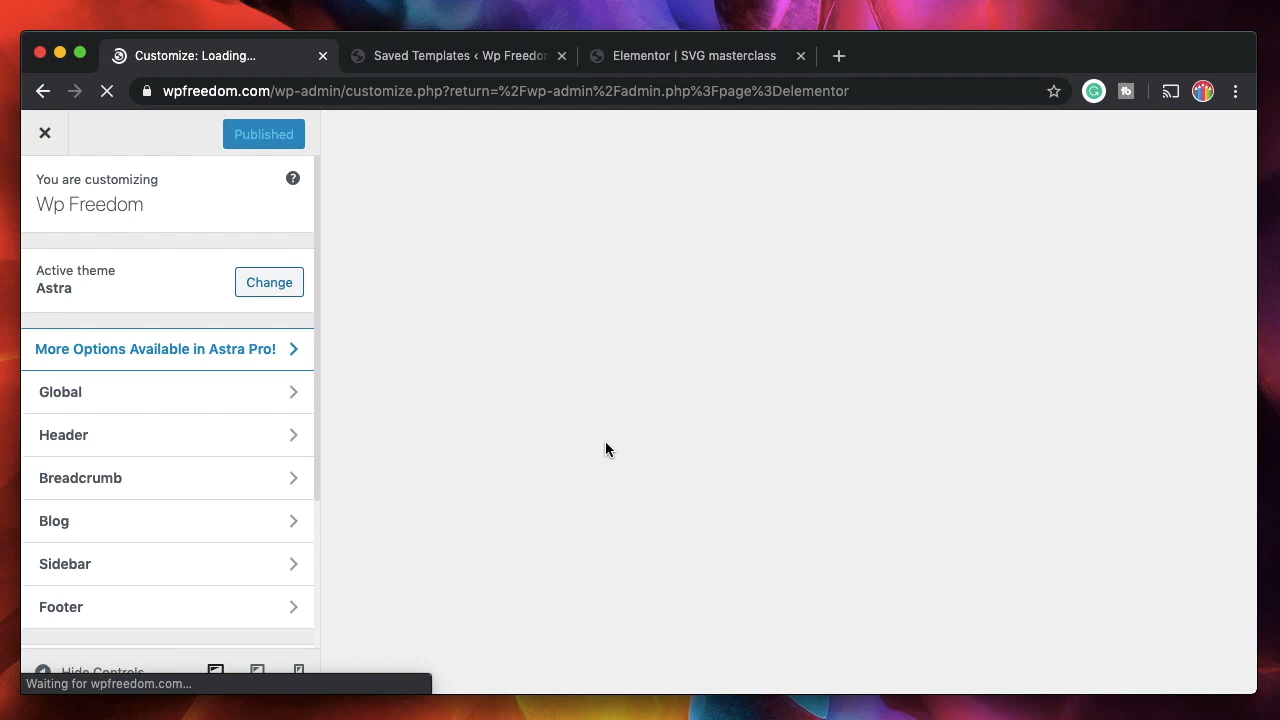 Customize: Loading...
Saved Templates ‹ Wp Freedo
Elementor | SVG masterclass
wpfreedom.com/wp-admin/customize.php?return=%2Fwp-admin%2Fadmin.php%3Fpage%3Delementor
Published
You are customizing
Wp Freedom
Active theme
Astra
Change
More Options Available in Astra Pro!
Global
Header
Breadcrumb
Blog
Sidebar
Footer
Hide Controls
Waiting for wpfreedom.com...